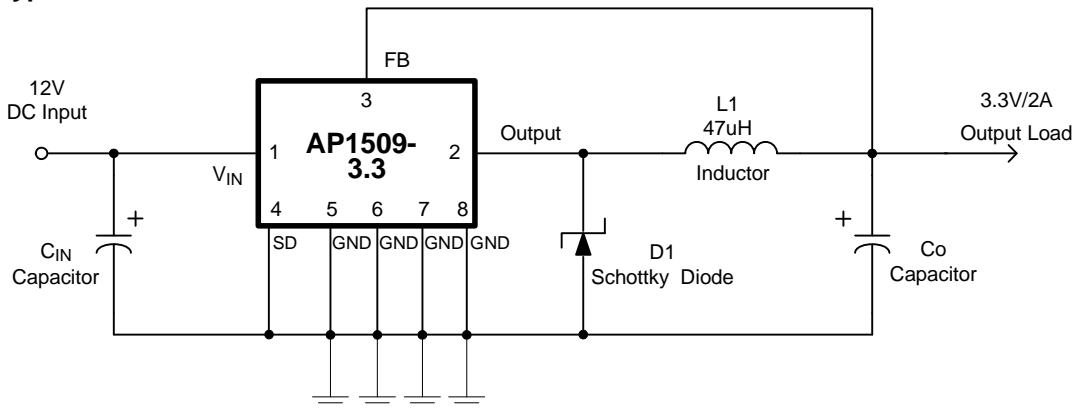 FB
12V
DC Input
3
L1
47uH
3.3V/2A
Output Load
AP1509-
3.3
1
2
Output
VIN
Inductor
4 5 6 7 8
SD GND GND GND GND
+
CIN
Capacitor
D1
Schottky Diode
+
Co
Capacitor